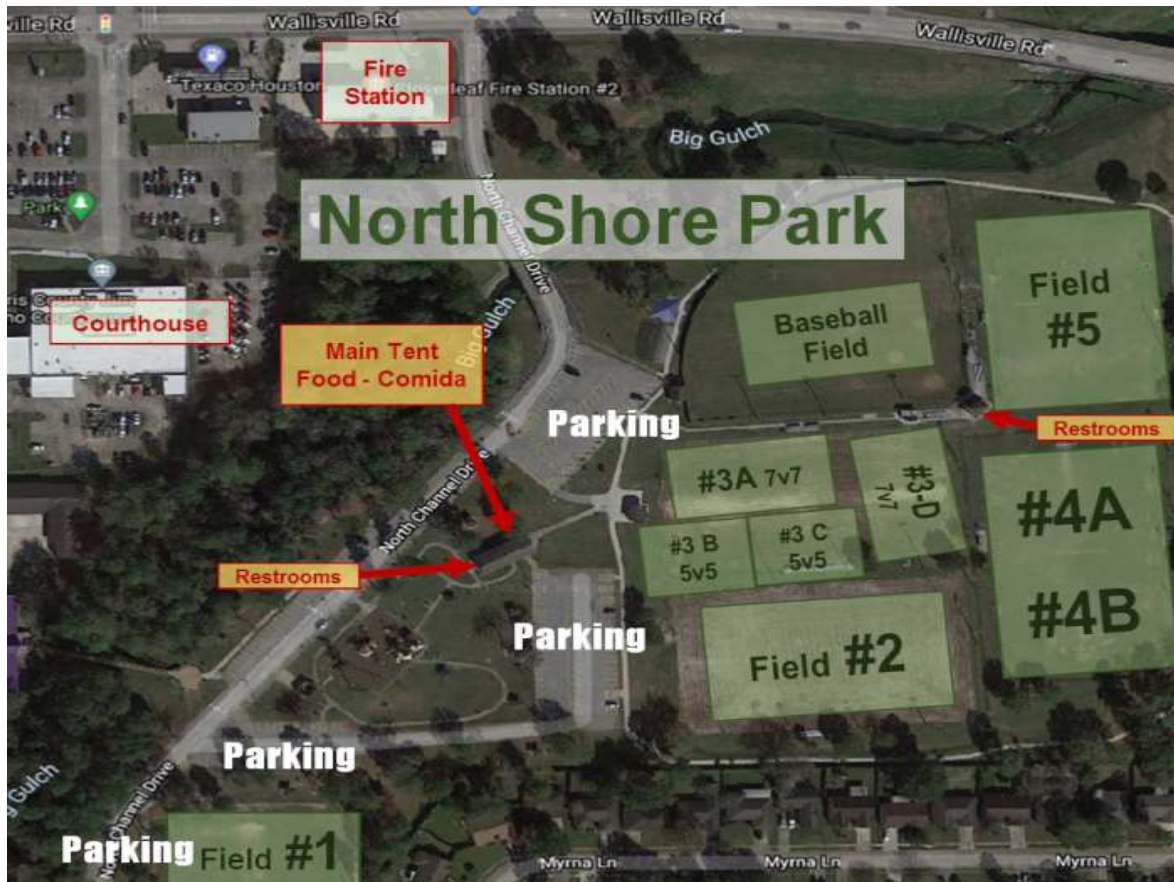 ville Rd
Wallisville Rd
Wallisville Rd
Wallisville Rd
Fire
Station
Texaco Houston
Cloverleaf Fire Station #2
Big Gulch
North Shore Park
Park
North Channel Drive
Field
#5
Courthouse
Big Gulch
Main Tent
Food - Comida
Baseball
Field
Parking
Restrooms
North Channel Drive
#3A 7v7
#3-D
7v7
#4A
#3 B
5v5
#3 C
5v5
Restrooms
#4B
Parking
Field #2
Parking
Gulch
North Channel Drive
Parking
Field #1
Myrna Ln
Myrna Ln
Myrna Ln